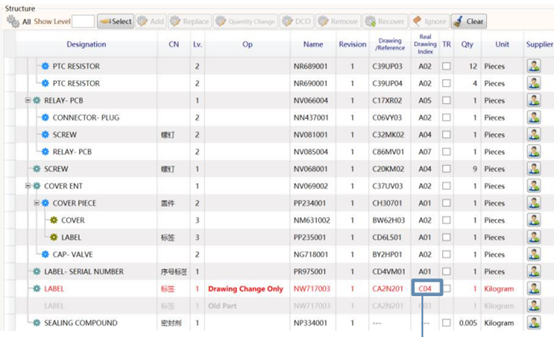 Structure
All Show Level Select Add Replace Quantity Change DCO Remove Recover Ignore Clear
Designation CN Lv. Op Name Revision Drawing /Reference Real Drawing Index TR Qty Unit Supplier
PTC RESISTOR 2 NR689001 1 C39UP03 A02 12 Pieces
PTC RESISTOR 2 NR690001 1 C39UP04 A02 4 Pieces
RELAY- PCB 1 NV066004 1 C17XR02 A05 1 Pieces
CONNECTOR- PLUG 2 NN437001 1 C06VY03 A02 1 Pieces
SCREW 螺钉 2 NV081001 1 C32MK02 A04 1 Pieces
RELAY- PCB 2 NV085004 1 C86MV01 A07 1 Pieces
SCREW 螺钉 1 NV068001 1 C20KM02 A04 9 Pieces
COVER ENT 1 NV069002 1 C37UV03 A02 1 Pieces
COVER PIECE 盖件 2 PP234001 1 CH30701 A01 1 Pieces
COVER 3 NM631002 1 BW62H03 A02 1 Pieces
LABEL 标签 3 PP235001 1 CD6LS01 A01 1 Pieces
CAP- VALVE 2 NG718001 1 BY2HP01 A02 1 Pieces
LABEL- SERIAL NUMBER 序号标签 1 PR975001 1 CD4VM01 A01 1 Pieces
LABEL 标签 1 Drawing Change Only NW717003 1 CA2N201 C04 1 Kilogram
LABEL 标签 1 Old Part NW717003 1 CA2N201 1 Kilogram
SEALING COMPOUND 密封剂 1 NP334001 1 --- --- 0.005 Kilogram